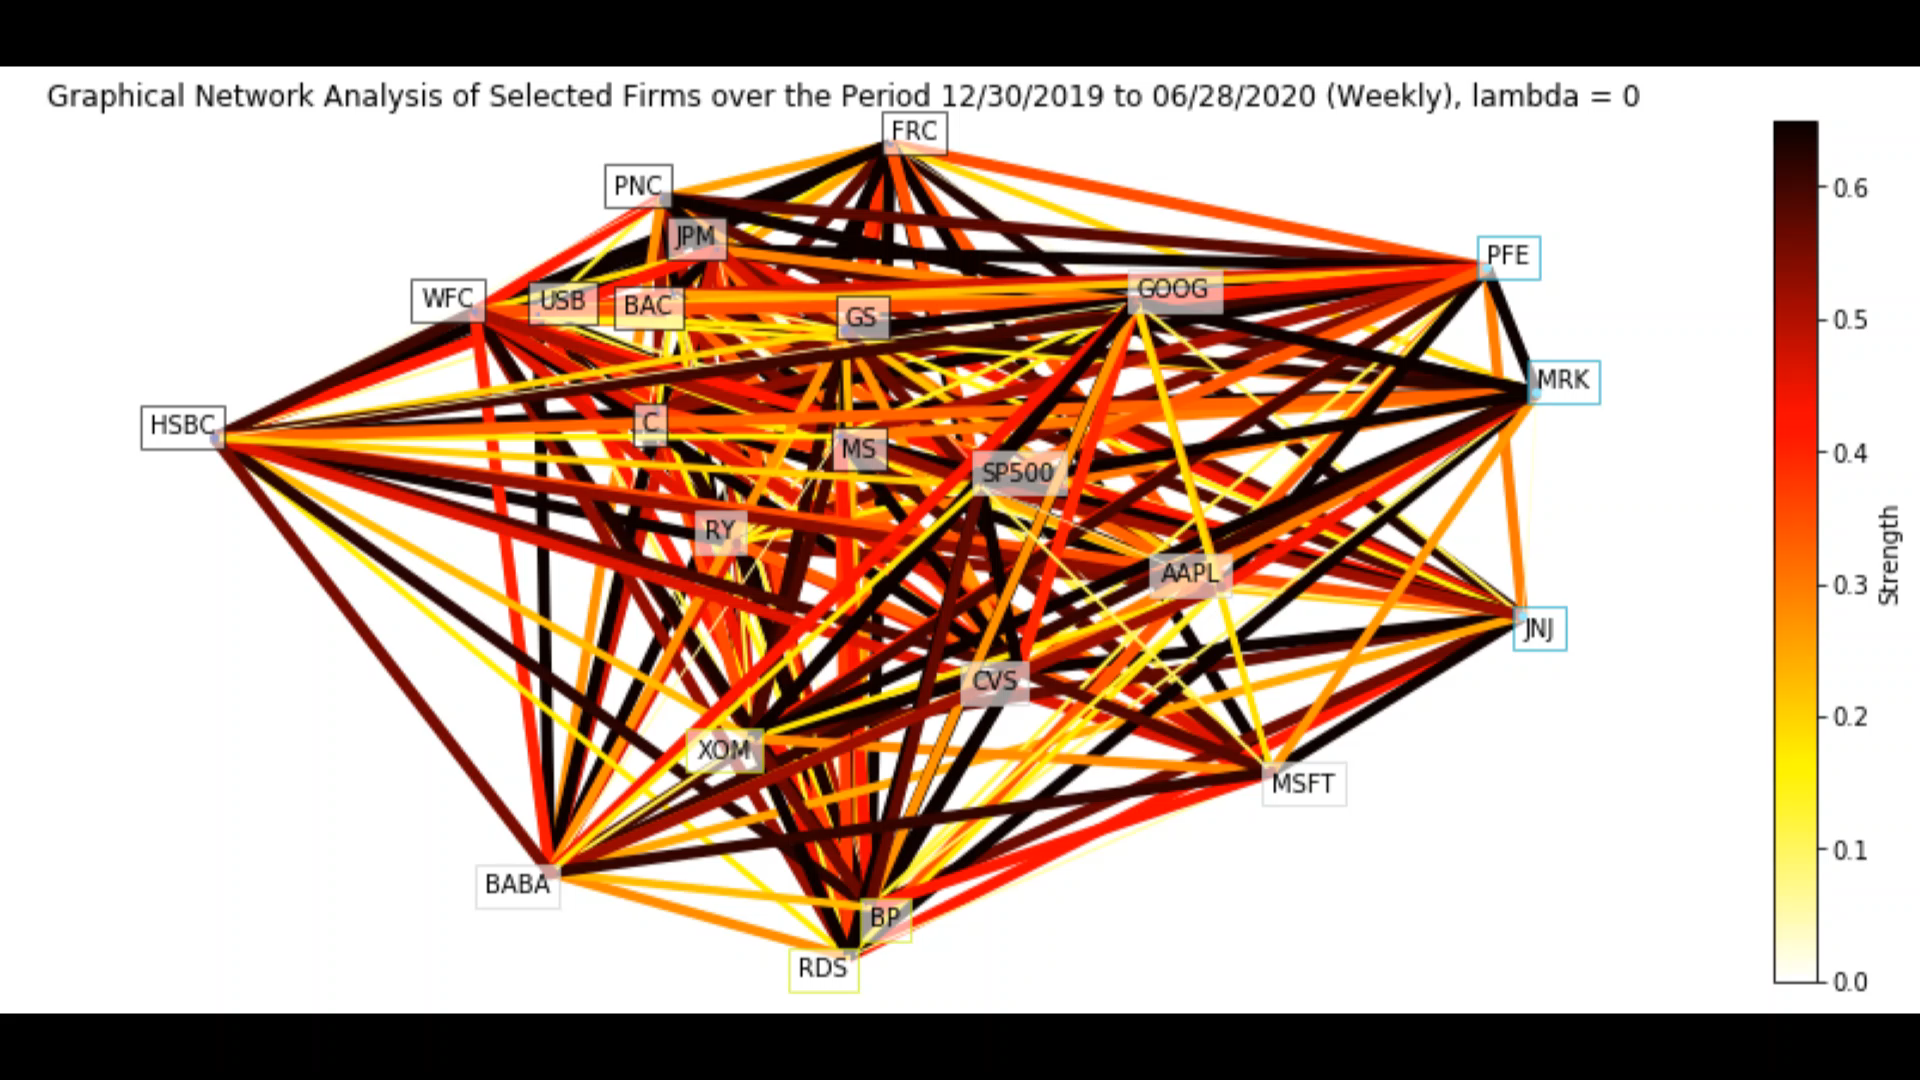 Graphical Network Analysis of Selected Firms over the Period 12/30/2019 to 06/28/2020 (Weekly), lambda = 0
FRC
PNC
JPM
PFE
GOOG
WFC
USB
BAC
GS
MRK
HSBC
C
MS
SP500
RY
AAPL
JNJ
CVS
XOM
MSFT
BABA
BP
RDS
0.6
0.5
0.4
0.3
0.2
0.1
0.0
Strength